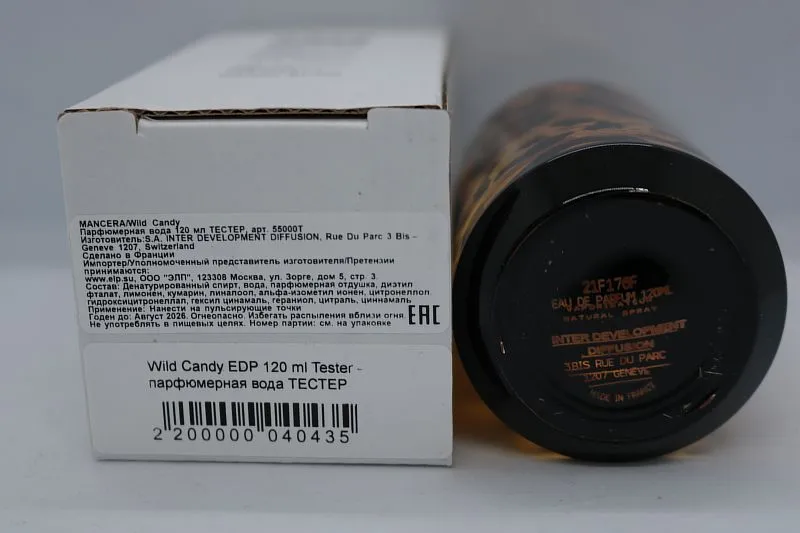 MANCERA/Wild Candy
Парфюмерная вода 120 мл ТЕСТЕР, арт. 55000T
Изготовитель:S.A. INTER DEVELOPMENT DIFFUSION, Rue Du Parc 3 Bis –
Geneve 1207, Switzerland
Сделано в Франции
Импортер/Уполномоченный представитель изготовителя/Претензии
принимаются:
www.elp.su, ООО "ЭЛП", 123308 Москва, ул. Зорге, дом 5, стр. 3.
Состав: Денатурированный спирт, вода, парфюмерная отдушка, диэтил
фталат, лимонен, кумарин, линалоол, альфа-изометил ионен, цитронеллол
гидроксицитронеллал, гексил цинамаль, гераниол, цитраль, циннамаль
Применение: Нанести на пульсирующие точки
Годен до: Август 2026. Огнеопасно. Избегать распыления вблизи огня.
Не употреблять в пищевых целях. Номер партии: см. на упаковке
EAC
Wild Candy EDP 120 ml Tester -
парфюмерная вода ТЕСТЕР
2 200000 040435
21F176F
EAU DE PARFUM 120ML
NATURAL SPRAY
INTER DEVELOPMENT
DIFFUSION
3BIS RUE DU PARC
1207 GENÈVE
MADE IN FRANCE